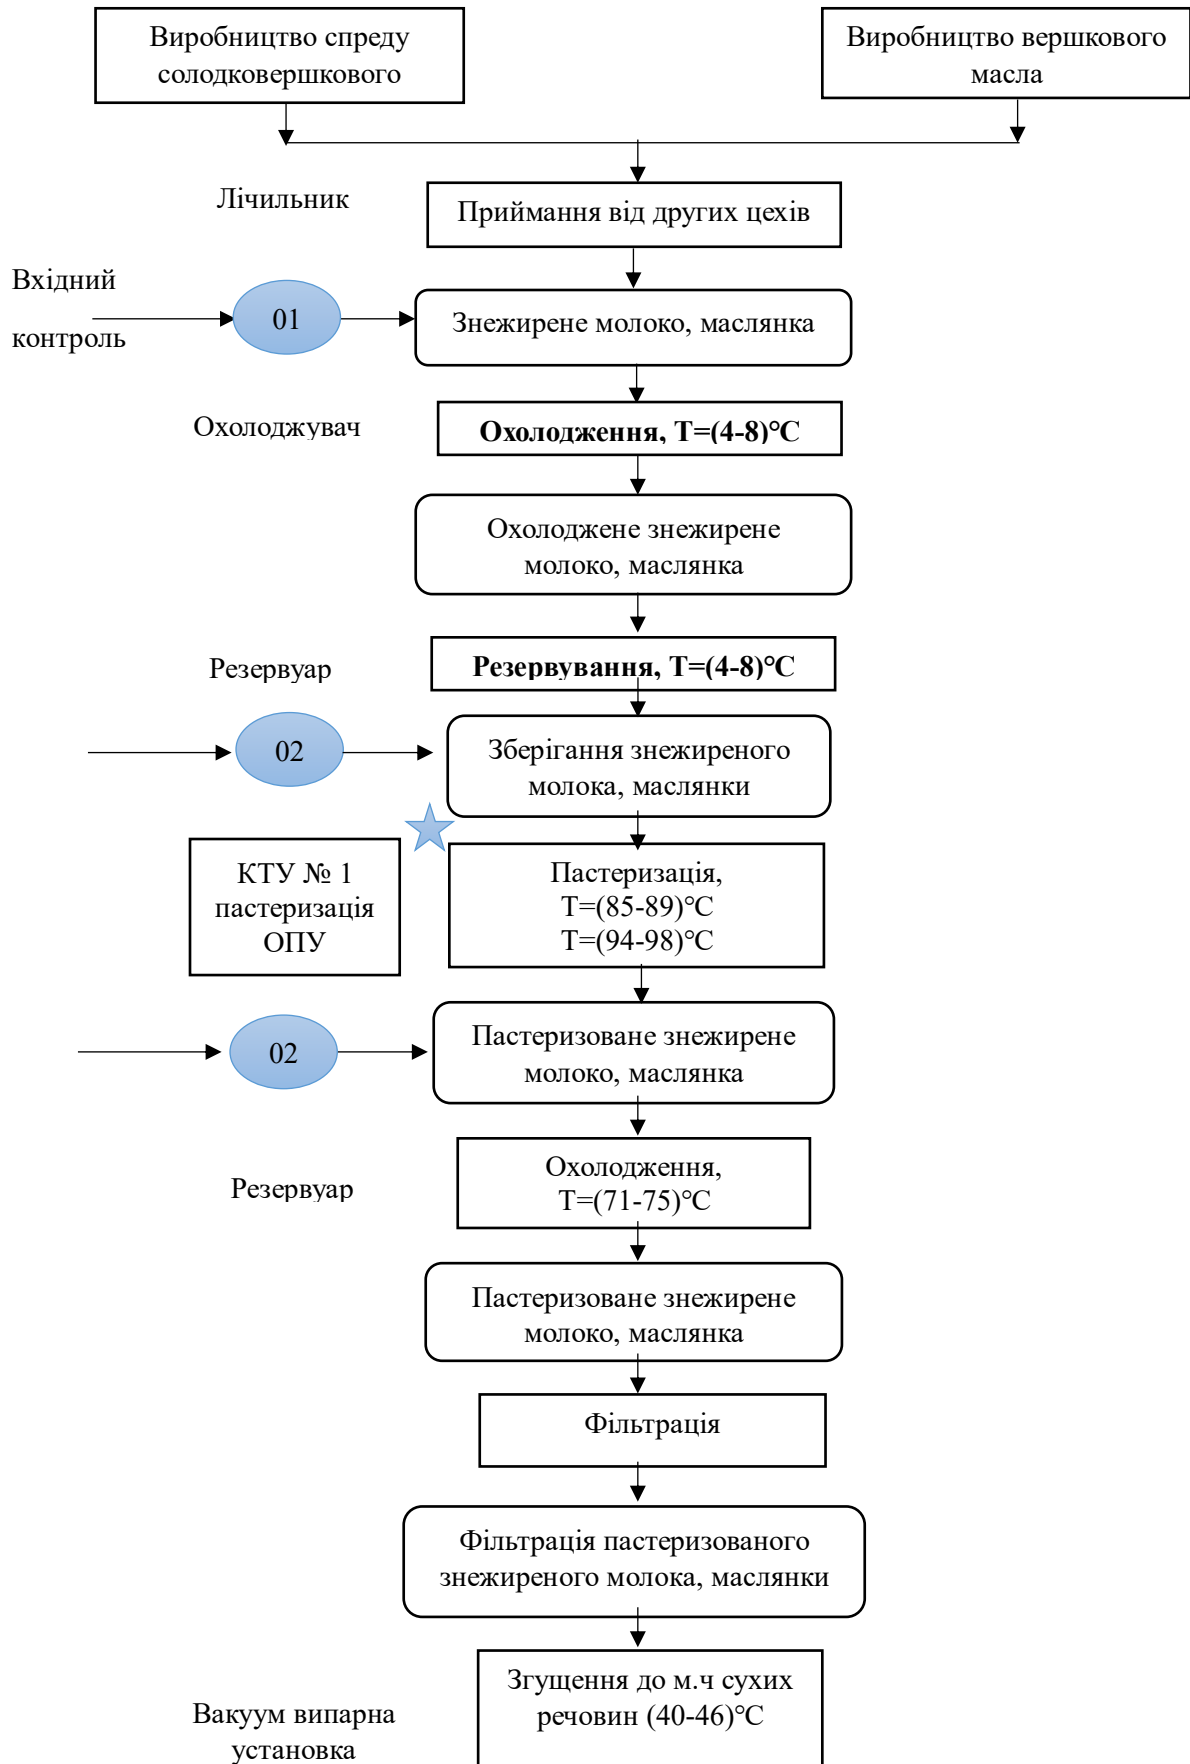 Виробництво спреду
солодковершкового
Виробництво вершкового
масла
Лічильник
Приймання від других цехів
Вхідний
контроль
01
Знежирене молоко, маслянка
Охолоджувач
Охолодження, Т=(4-8)°С
Охолоджене знежирене
молоко, маслянка
Резервуар
Резервування, Т=(4-8)°С
02
Зберігання знежиреного
молока, маслянки
КТУ № 1
пастеризація
ОПУ
Пастеризація,
Т=(85-89)°С
Т=(94-98)°С
02
Пастеризоване знежирене
молоко, маслянка
Резервуар
Охолодження,
Т=(71-75)°С
Пастеризоване знежирене
молоко, маслянка
Фільтрація
Фільтрація пастеризованого
знежиреного молока, маслянки
Вакуум випарна
установка
Згущення до м.ч сухих
речовин (40-46)°С